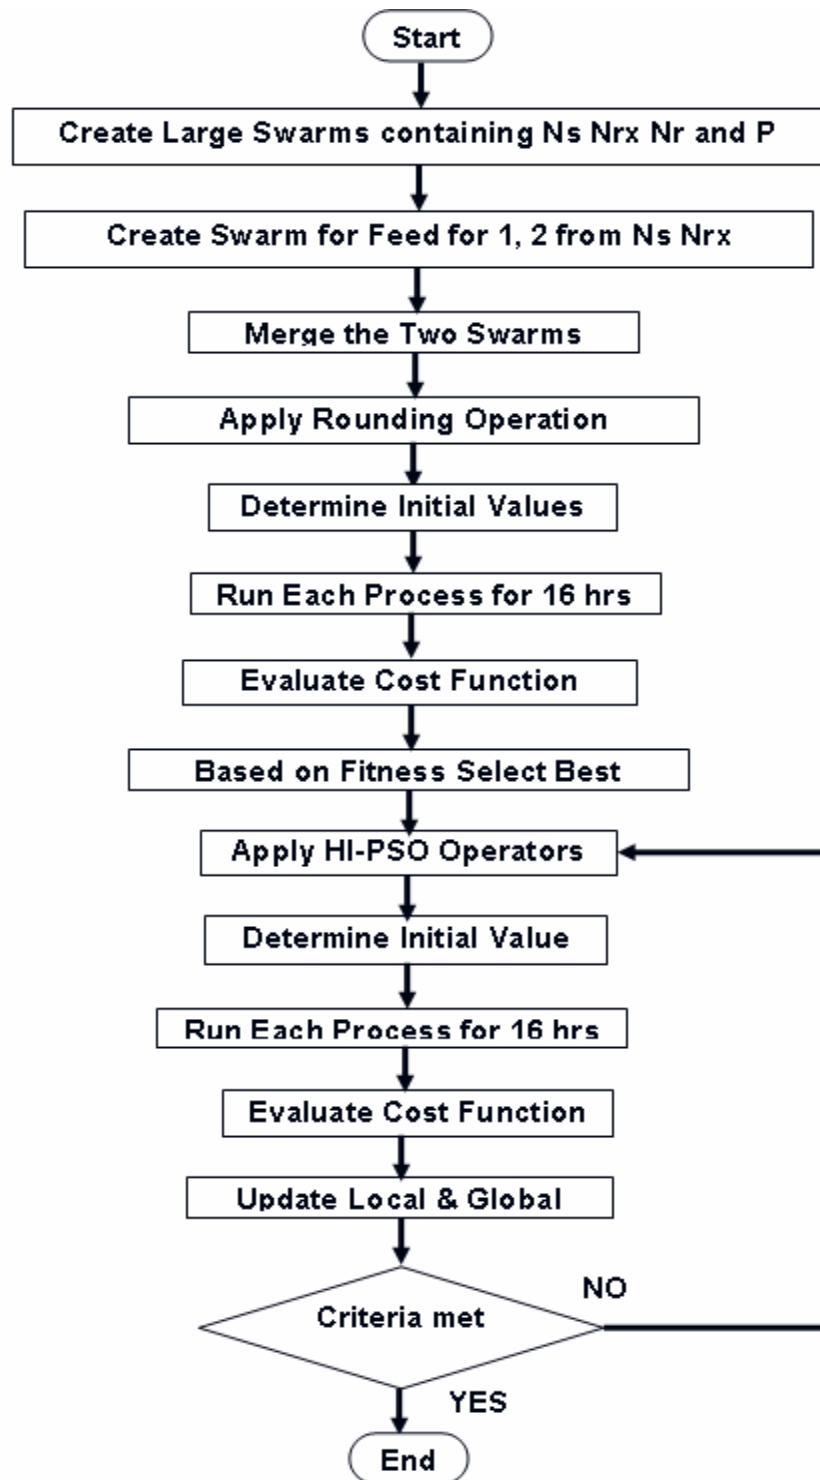 Start
Create Large Swarms containing Ns Nrx Nr and P
Create Swarm for Feed for 1, 2 from Ns Nrx
Merge the Two Swarms
Apply Rounding Operation
Determine Initial Values
Run Each Process for 16 hrs
Evaluate Cost Function
Based on Fitness Select Best
Apply HI-PSO Operators
Determine Initial Value
Run Each Process for 16 hrs
Evaluate Cost Function
Update Local & Global
Criteria met
NO
YES
End